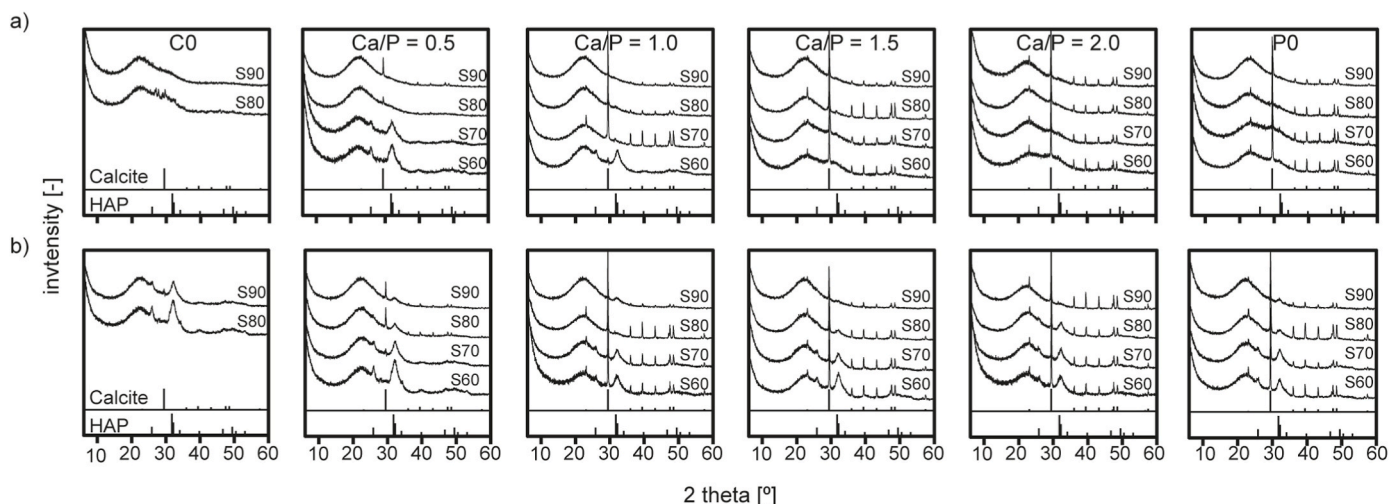 a)
C0
Ca/P = 0.5
Ca/P = 1.0
Ca/P = 1.5
Ca/P = 2.0
P0
S90
S80
Calcite
HAP
S90
S80
S70
S60
S90
S80
S70
S60
S90
S80
S70
S60
S90
S80
S70
S60
S90
S80
S70
S60
invtensity [-]
b)
S90
S80
Calcite
HAP
S90
S80
S70
S60
S90
S80
S70
S60
S90
S80
S70
S60
S90
S80
S70
S60
S90
S80
S70
S60
10 20 30 40 50 60
10 20 30 40 50 60
10 20 30 40 50 60
10 20 30 40 50 60
10 20 30 40 50 60
10 20 30 40 50 60
2 theta [º]